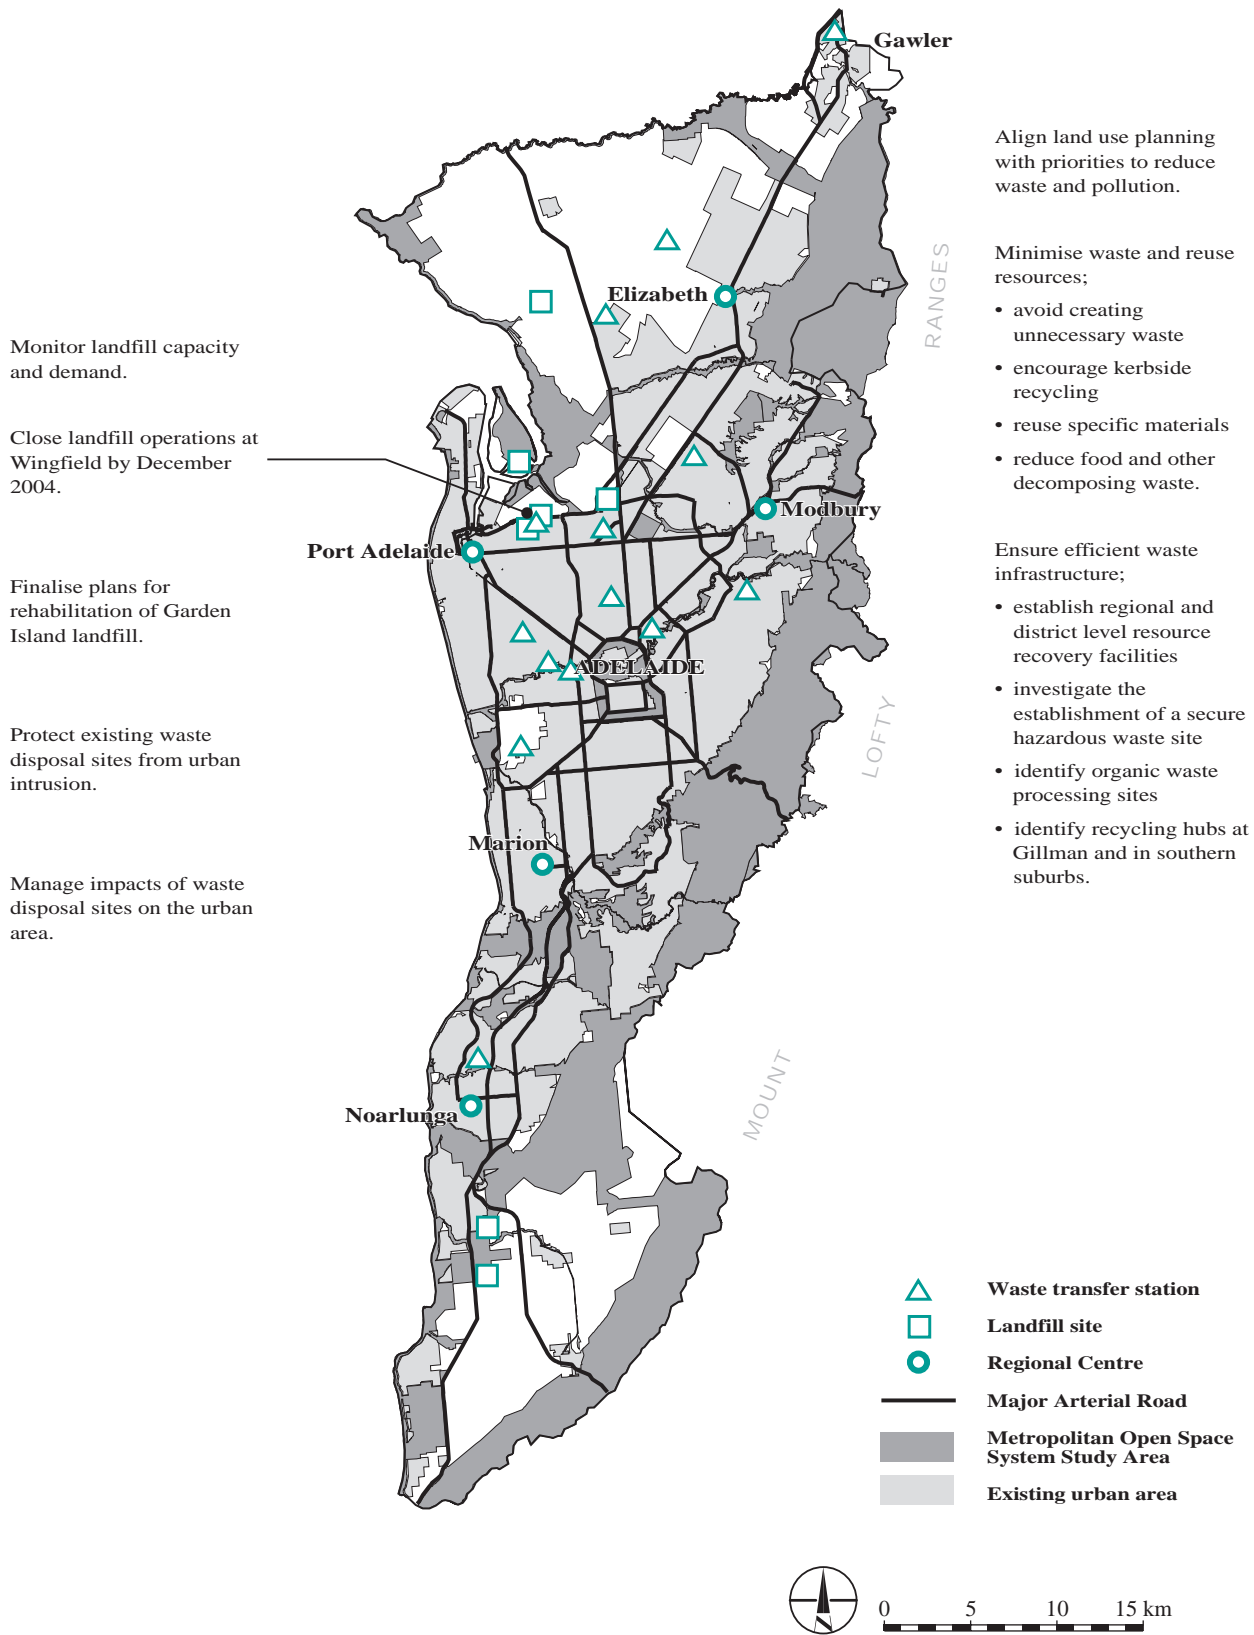 Gawler
Align land use planning
with priorities to reduce
waste and pollution.
RANGES
Minimise waste and reuse
resources;
• avoid creating
unnecessary waste
• encourage kerbside
recycling
• reuse specific materials
• reduce food and other
decomposing waste.
Elizabeth
Monitor landfill capacity
and demand.
Close landfill operations at
Wingfield by December
2004.
Modbury
Port Adelaide
Finalise plans for
rehabilitation of Garden
Island landfill.
Ensure efficient waste
infrastructure;
• establish regional and
district level resource
recovery facilities
• investigate the
establishment of a secure
hazardous waste site
• identify organic waste
processing sites
• identify recycling hubs at
Gillman and in southern
suburbs.
ADELAIDE
LOFTY
Protect existing waste
disposal sites from urban
intrusion.
Marion
Manage impacts of waste
disposal sites on the urban
area.
MOUNT
Noarlunga
Waste transfer station
Landfill site
Regional Centre
Major Arterial Road
Metropolitan Open Space
System Study Area
Existing urban area
0 5 10 15 km